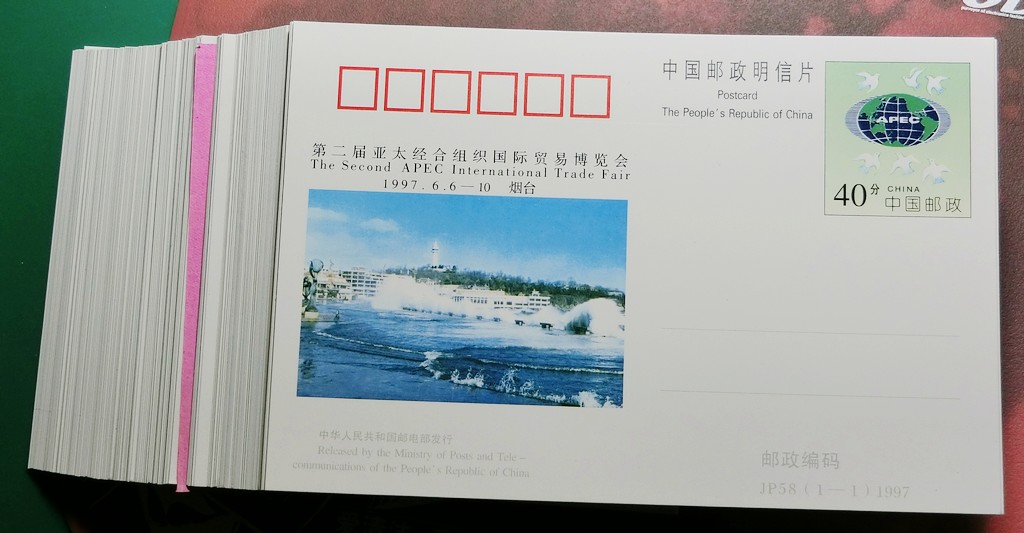 中国邮政明信片
Postcard
The People's Republic of China
APEC
40分
CHINA
中国邮政
第二届亚太经合组织国际贸易博览会
The Second APEC International Trade Fair
1997.6.6—10 烟台
中华人民共和国邮电部发行
Released by the Ministry of Posts and Tele-
communications of the People's Republic of China
邮政编码
JP58(1—1)1997